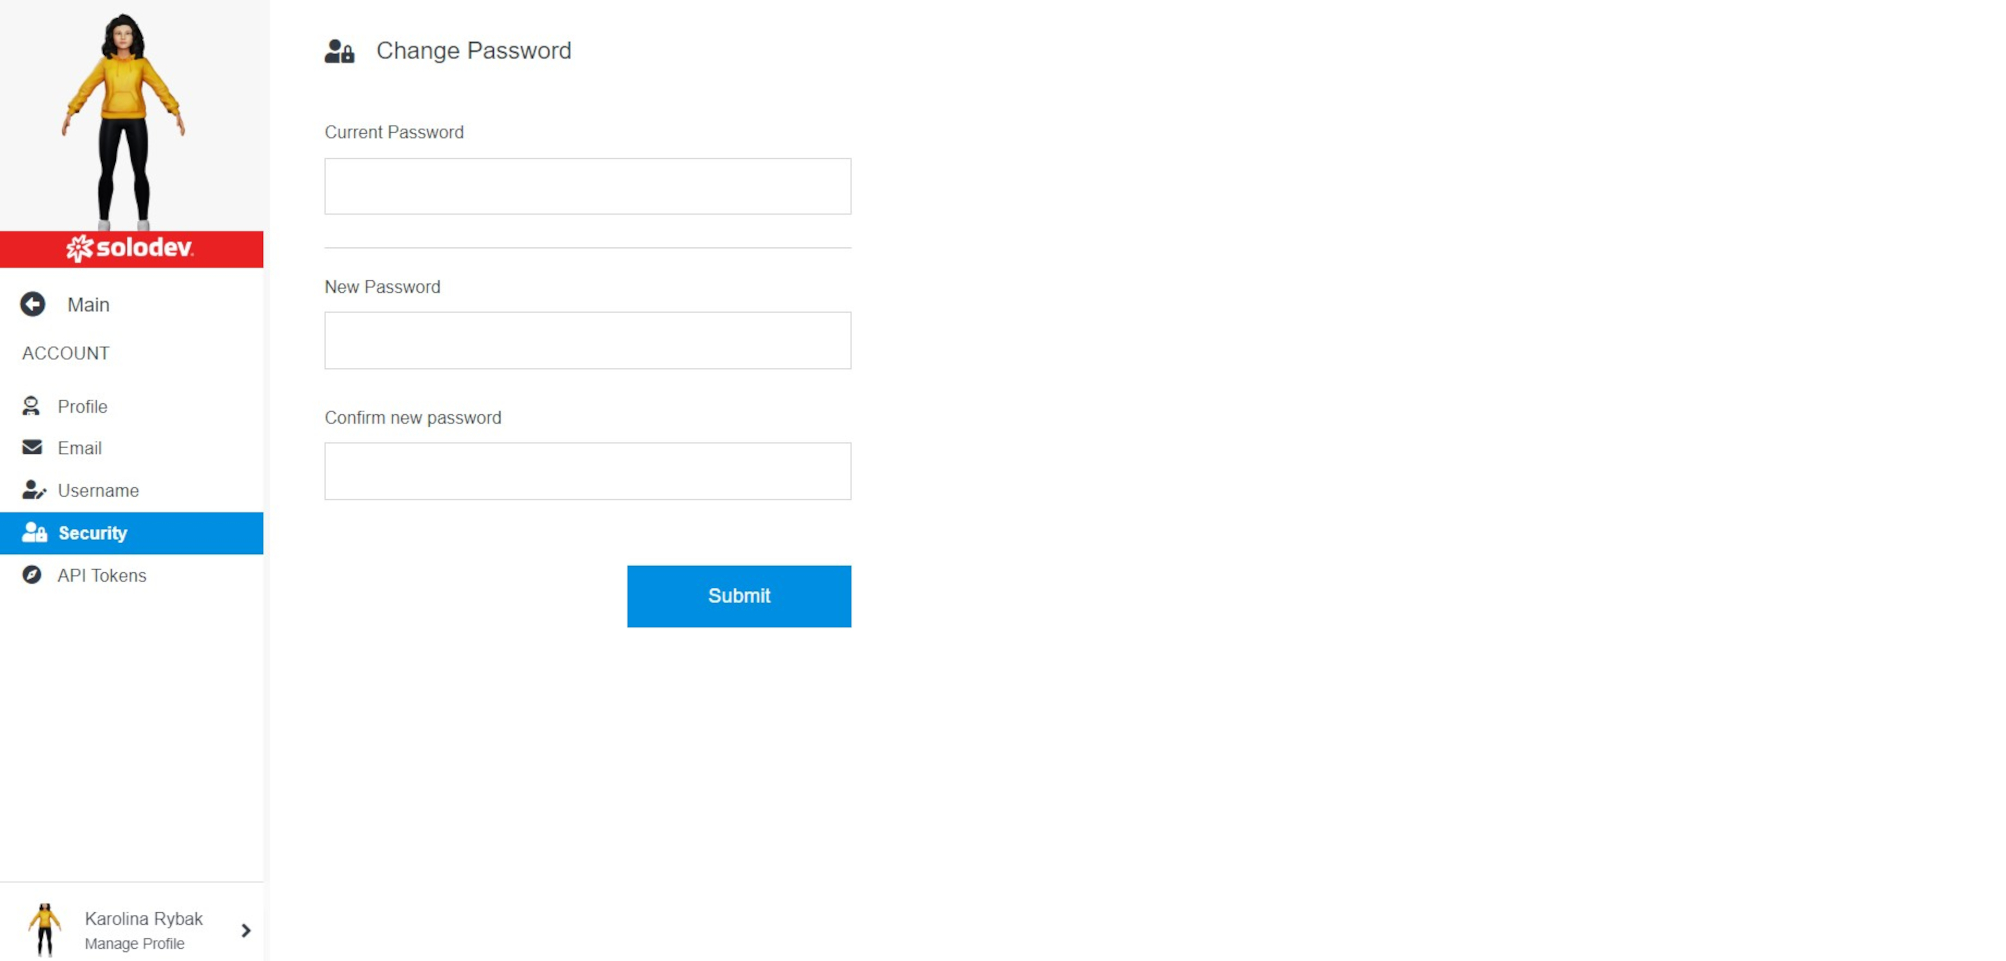 solodev
Main
ACCOUNT
Profile
Email
Username
Security
API Tokens
Karolina Rybak
Manage Profile
Change Password
Current Password
New Password
Confirm new password
Submit